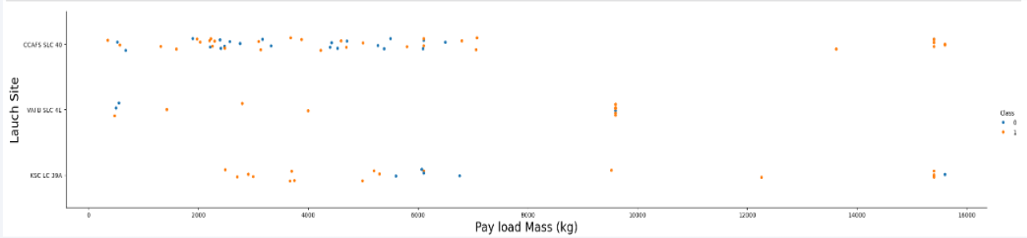 Lauch Site
CCAFS SLC 40
VAFB SLC 4E
KSC LC 39A
Class
0
1
0 2000 4000 6000 8000 10000 12000 14000 16000
Pay load Mass (kg)